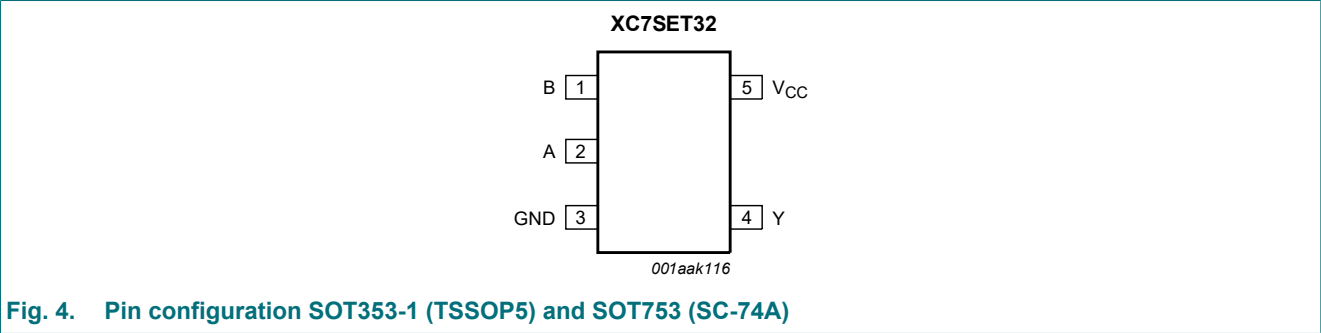 XC7SET32
B 1
5 VCC
A 2
GND 3
4 Y
001aak116
Fig. 4. Pin configuration SOT353-1 (TSSOP5) and SOT753 (SC-74A)